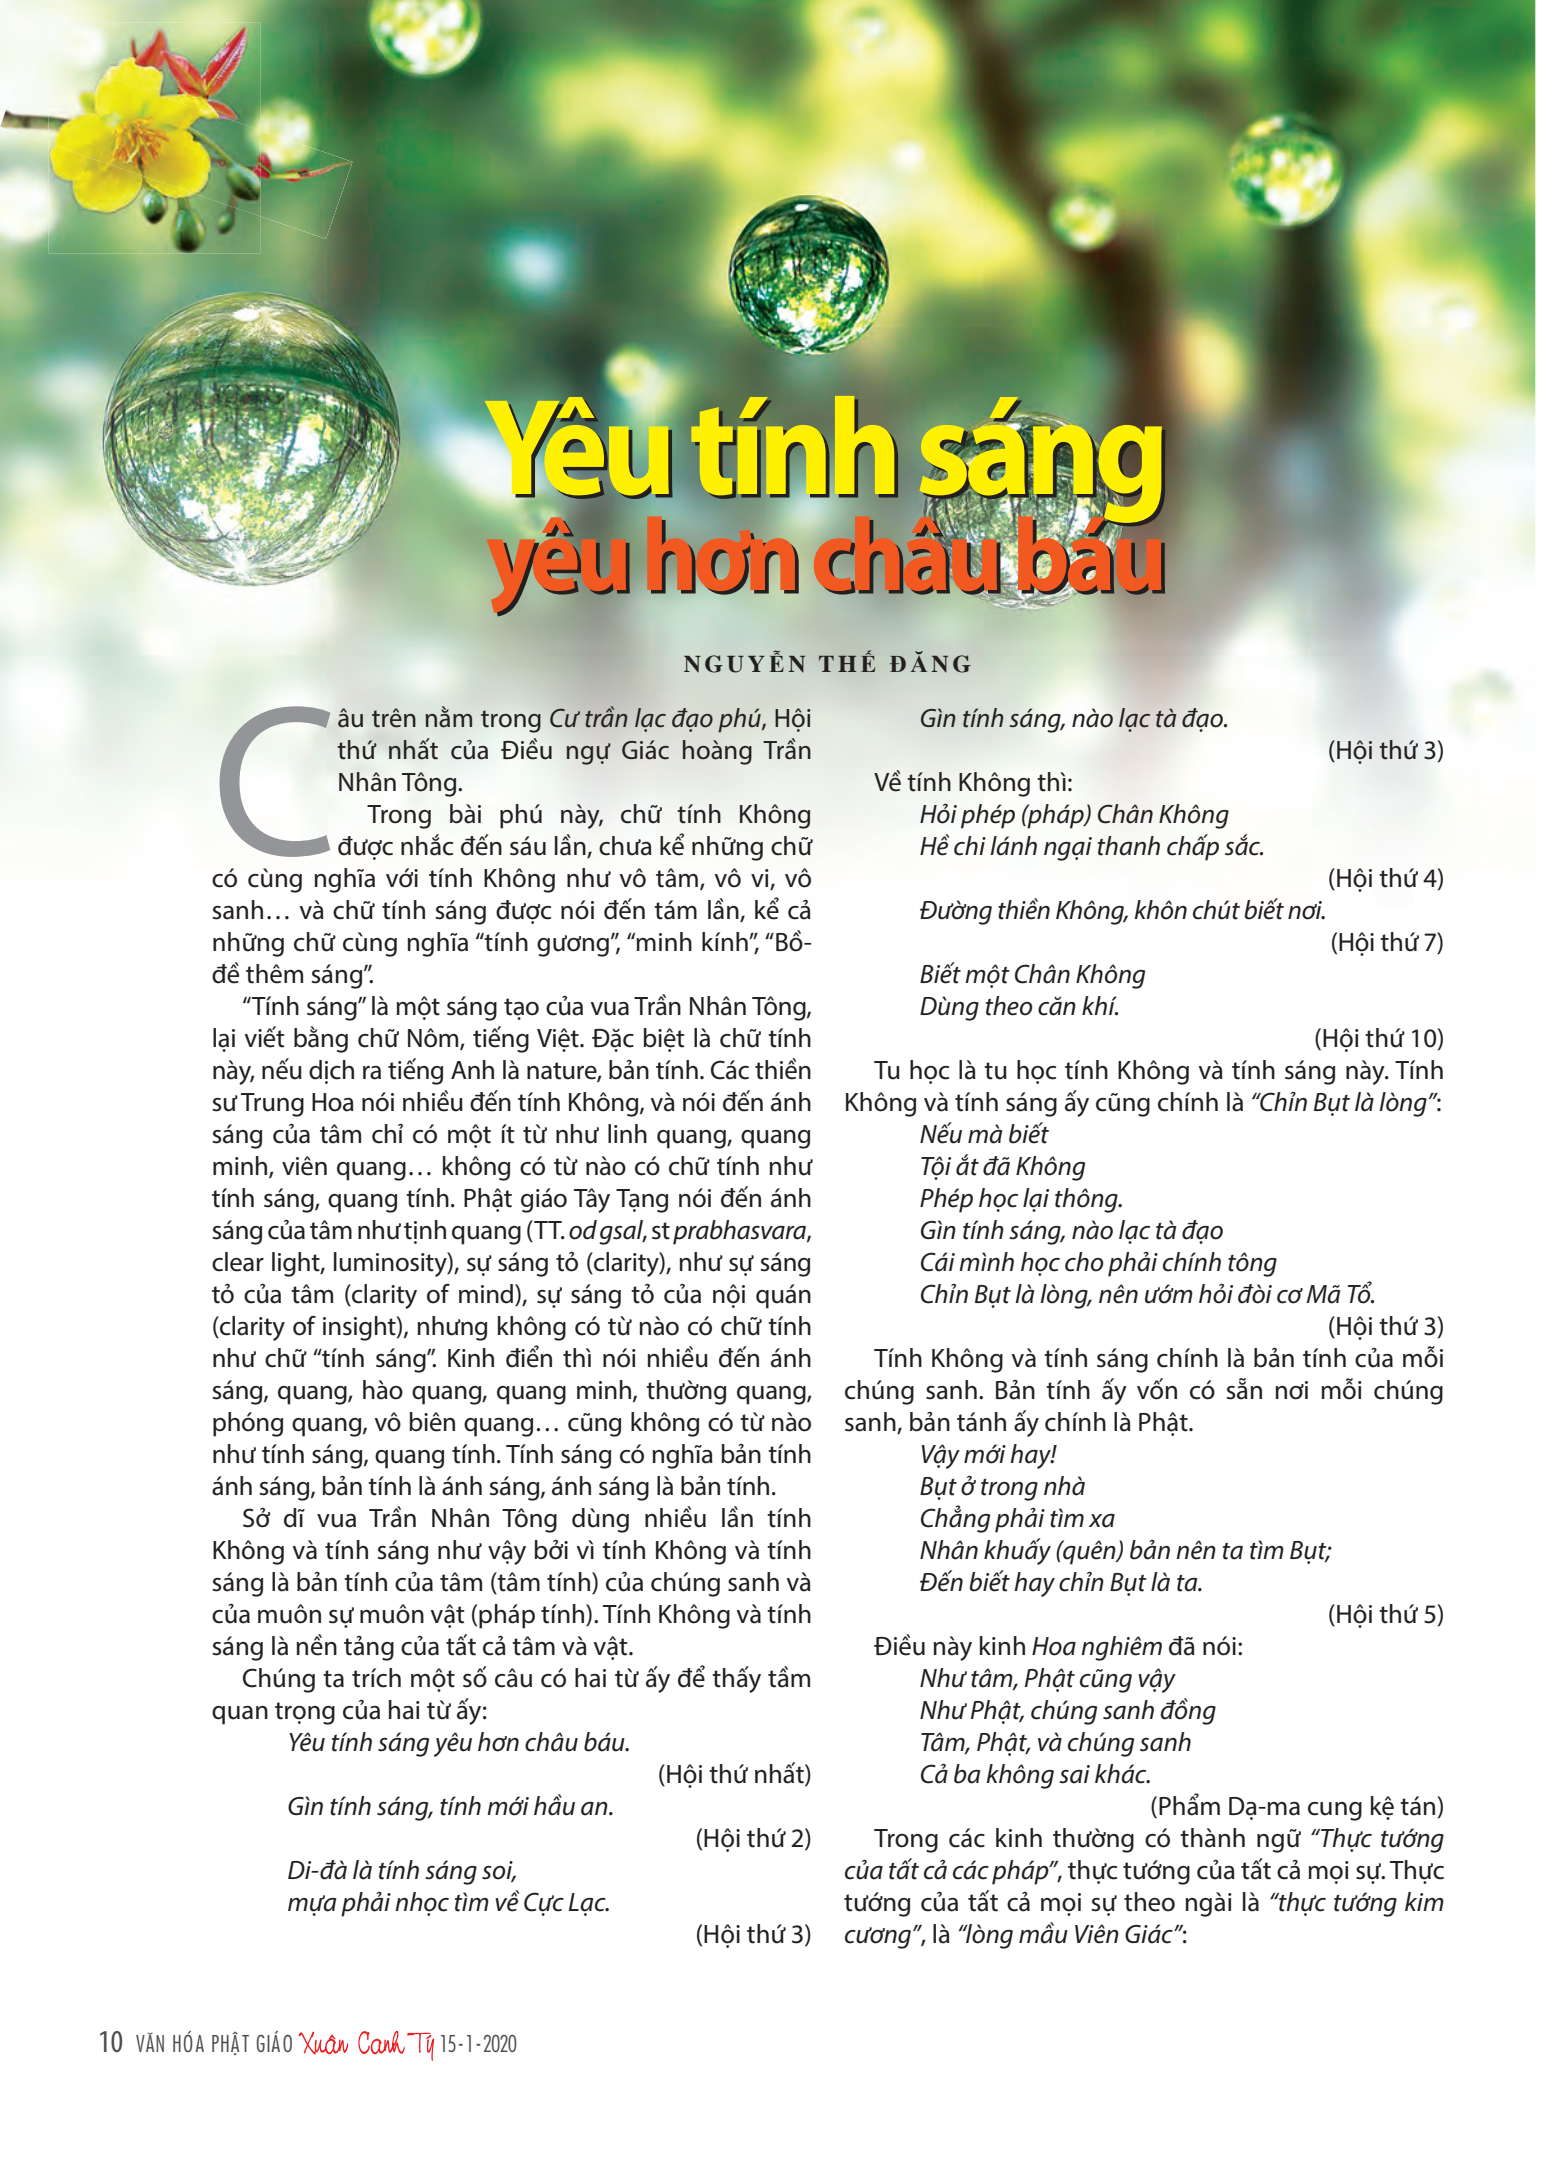 Yêu tính sáng
yêu hơn châu báu
NGUYỄN THẾ ĐĂNG
Câu trên nằm trong Cư trần lạc đạo phú, Hội
thứ nhất của Điều ngự Giác hoàng Trần
Nhân Tông.
Trong bài phú này, chữ tính Không
được nhắc đến sáu lần, chưa kể những chữ
có cùng nghĩa với tính Không như vô tâm, vô vi, vô
sanh… và chữ tính sáng được nói đến tám lần, kể cả
những chữ cùng nghĩa “tính gương”, “minh kính”, “Bồ-
đề thêm sáng”.
“Tính sáng” là một sáng tạo của vua Trần Nhân Tông,
lại viết bằng chữ Nôm, tiếng Việt. Đặc biệt là chữ tính
này, nếu dịch ra tiếng Anh là nature, bản tính. Các thiền
sư Trung Hoa nói nhiều đến tính Không, và nói đến ánh
sáng của tâm chỉ có một ít từ như linh quang, quang
minh, viên quang… không có từ nào có chữ tính như
tính sáng, quang tính. Phật giáo Tây Tạng nói đến ánh
sáng của tâm như tịnh quang (TT. od gsal, st prabhasvara,
clear light, luminosity), sự sáng tỏ (clarity), như sự sáng
tỏ của tâm (clarity of mind), sự sáng tỏ của nội quán
(clarity of insight), nhưng không có từ nào có chữ tính
như chữ “tính sáng”. Kinh điển thì nói nhiều đến ánh
sáng, quang, hào quang, quang minh, thường quang,
phóng quang, vô biên quang… cũng không có từ nào
như tính sáng, quang tính. Tính sáng có nghĩa bản tính
ánh sáng, bản tính là ánh sáng, ánh sáng là bản tính.
Sở dĩ vua Trần Nhân Tông dùng nhiều lần tính
Không và tính sáng như vậy bởi vì tính Không và tính
sáng là bản tính của tâm (tâm tính) của chúng sanh và
của muôn sự muôn vật (pháp tính). Tính Không và tính
sáng là nền tảng của tất cả tâm và vật.
Chúng ta trích một số câu có hai từ ấy để thấy tầm
quan trọng của hai từ ấy:
Yêu tính sáng yêu hơn châu báu.
(Hội thứ nhất)
Gìn tính sáng, tính mới hầu an.
(Hội thứ 2)
Di-đà là tính sáng soi,
mựa phải nhọc tìm về Cực Lạc.
(Hội thứ 3)
Gìn tính sáng, nào lạc tà đạo.
(Hội thứ 3)
Về tính Không thì:
Hỏi phép (pháp) Chân Không
Hề chi lánh ngại thanh chấp sắc.
(Hội thứ 4)
Đường thiền Không, khôn chút biết nơi.
(Hội thứ 7)
Biết một Chân Không
Dùng theo căn khí.
(Hội thứ 10)
Tu học là tu học tính Không và tính sáng này. Tính
Không và tính sáng ấy cũng chính là “Chỉn Bụt là lòng”:
Nếu mà biết
Tội ắt đã Không
Phép học lại thông.
Gìn tính sáng, nào lạc tà đạo
Cái mình học cho phải chính tông
Chỉn Bụt là lòng, nên ướm hỏi đòi cơ Mã Tổ.
(Hội thứ 3)
Tính Không và tính sáng chính là bản tính của mỗi
chúng sanh. Bản tính ấy vốn có sẵn nơi mỗi chúng
sanh, bản tánh ấy chính là Phật.
Vậy mới hay!
Bụt ở trong nhà
Chẳng phải tìm xa
Nhân khuấy (quên) bản nên ta tìm Bụt;
Đến biết hay chỉn Bụt là ta.
(Hội thứ 5)
Điều này kinh Hoa nghiêm đã nói:
Như tâm, Phật cũng vậy
Như Phật, chúng sanh đồng
Tâm, Phật, và chúng sanh
Cả ba không sai khác.
(Phẩm Dạ-ma cung kệ tán)
Trong các kinh thường có thành ngữ “Thực tướng
của tất cả các pháp”, thực tướng của tất cả mọi sự. Thực
tướng của tất cả mọi sự theo ngài là “thực tướng kim
cương”, là “lòng mầu Viên Giác”:
10 VĂN HÓA PHẬT GIÁO Xuân Canh Tý 15-1-2020